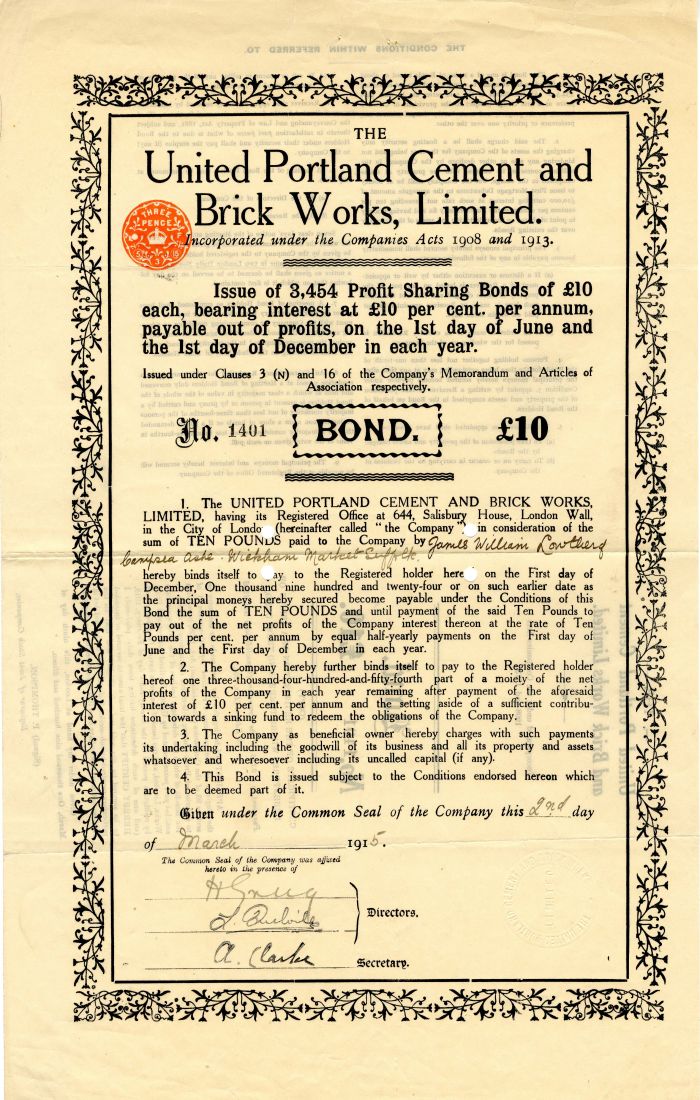 THE
United Portland Cement and
Brick Works, Limited.
THREE
PENCE
Incorporated under the Companies Acts 1908 and 1913.
Issue of 3,454 Profit Sharing Bonds of £10
each, bearing interest at £10 per cent. per annum,
payable out of profits, on the 1st day of June and
the 1st day of December in each year.
Issued under Clauses 3 (N) and 16 of the Company's Memorandum and Articles of
Association respectively.
No. 1401 BOND. £10
1. The UNITED PORTLAND CEMENT AND BRICK WORKS,
LIMITED, having its Registered Office at 644, Salisbury House, London Wall,
in the City of Londo (hereinafter called "the Company" in consideration of the
sum of TEN POUNDS paid to the Company by James William Lowther
Campsea Ashe. Wickham Market Suffolk
hereby binds itself to ay to the Registered holder here on the First day of
December, One thousand nine hundred and twenty-four or on such earlier date as
the principal moneys hereby secured become payable under the Conditions of this
Bond the sum of TEN POUNDS and until payment of the said Ten Pounds to
pay out of the net profits of the Company interest thereon at the rate of Ten
Pounds per cent. per annum by equal half-yearly payments on the First day of
June and the First day of December in each year.
2. The Company hereby further binds itself to pay to the Registered holder
hereof one three-thousand-four-hundred-and-fifty-fourth part of a moiety of the net
profits of the Company in each year remaining after payment of the aforesaid
interest of £10 per cent. per annum and the setting aside of a sufficient contribu-
tion towards a sinking fund to redeem the obligations of the Company.
3. The Company as beneficial owner hereby charges with such payments
its undertaking including the goodwill of its business and all its property and assets
whatsoever and wheresoever including its uncalled capital (if any).
4. This Bond is issued subject to the Conditions endorsed hereon which
are to be deemed part of it.
Given under the Common Seal of the Company this 2nd day
of March 1915.
The Common Seal of the Company was affixed
hereto in the presence of
Directors.
A. Clarke Secretary.